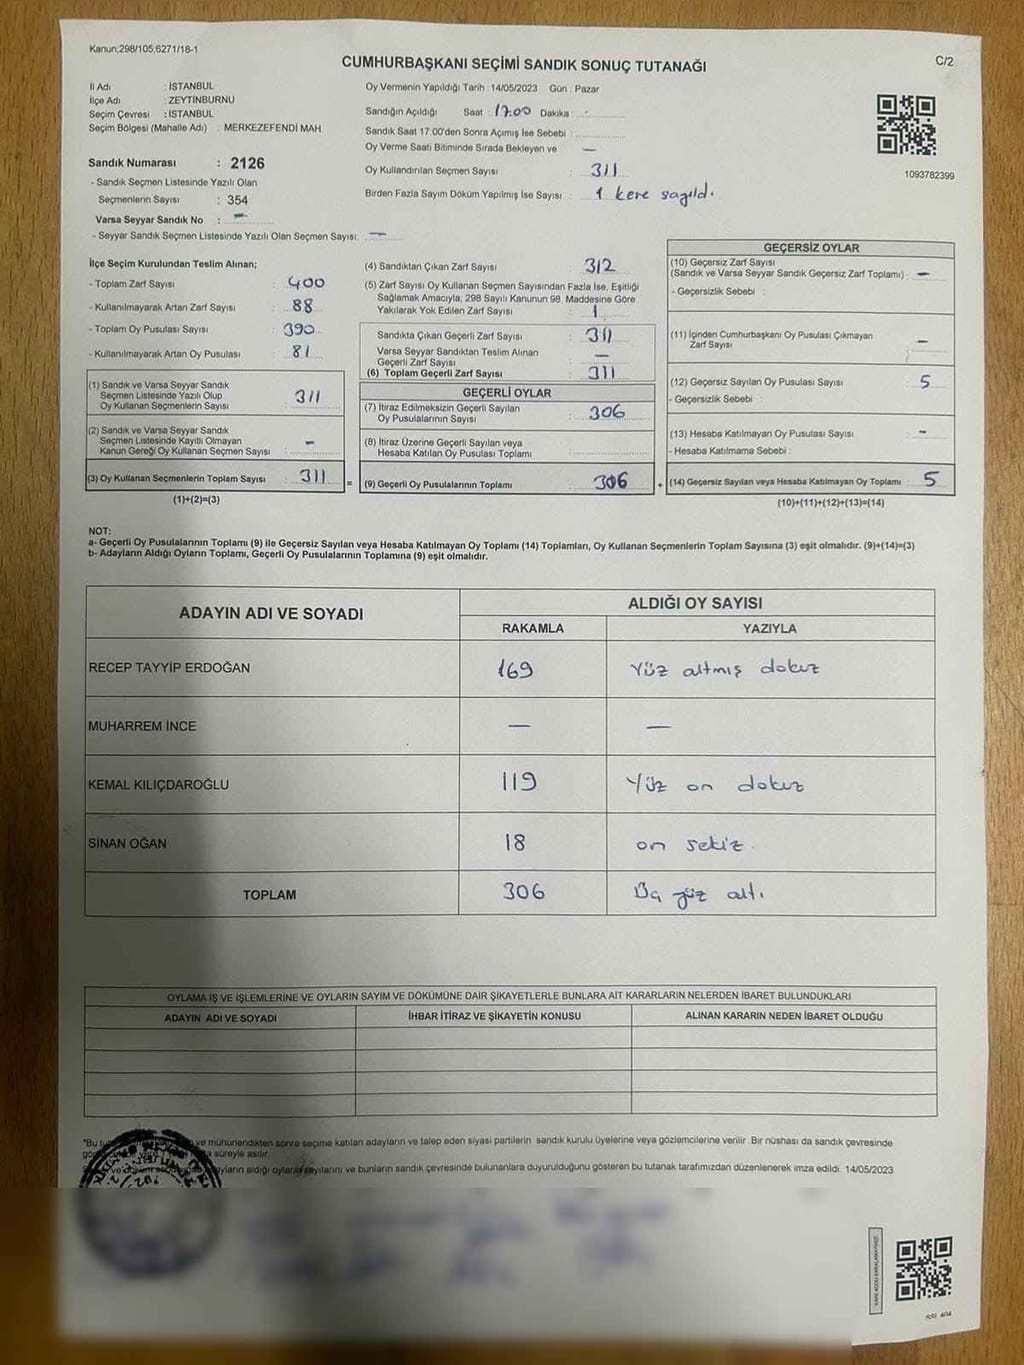 Kanun;298/105,6271/18-1
C/2
CUMHURBAŞKANI SEÇİMİ SANDIK SONUÇ TUTANAĞI
İl Adı : İSTANBUL
İlçe Adı : ZEYTİNBURNU
Seçim Çevresi : İSTANBUL
Seçim Bölgesi (Mahalle Adı) : MERKEZEFENDİ MAH.
Sandık Numarası : 2126
- Sandık Seçmen Listesinde Yazılı Olan
Seçmenlerin Sayısı : 354
Varsa Seyyar Sandık No : –
- Seyyar Sandık Seçmen Listesinde Yazılı Olan Seçmen Sayısı: –
Oy Vermenin Yapıldığı Tarih :14/05/2023 Gün : Pazar
Sandığın Açıldığı Saat : 17:00 Dakika :
Sandık Saat 17:00'den Sonra Açımış İse Sebebi :
Oy Verme Saati Bitiminde Sırada Bekleyen ve –
Oy Kullandırılan Seçmen Sayısı : 311
Birden Fazla Sayım Döküm Yapılmış İse Sayısı : 1 kere sayıldı.
1093782399
İlçe Seçim Kurulundan Teslim Alınan;
- Toplam Zarf Sayısı : 400
- Kullanılmayarak Artan Zarf Sayısı : 88
- Toplam Oy Pusulası Sayısı : 390
- Kullanılmayarak Artan Oy Pusulası : 81
(1) Sandık ve Varsa Seyyar Sandık
Seçmen Listesinde Yazılı Olup
Oy Kullanan Seçmenlerin Sayısı : 311
(2) Sandık ve Varsa Seyyar Sandık
Seçmen Listesinde Kayıtlı Olmayan
Kanun Gereği Oy Kullanan Seçmen Sayısı : –
(3) Oy Kullanan Seçmenlerin Toplam Sayısı : 311 =
(1)+(2)=(3)
(4) Sandıktan Çıkan Zarf Sayısı : 312
(5) Zarf Sayısı Oy Kullanan Seçmen Sayısından Fazla İse, Eşitliği
Sağlamak Amacıyla, 298 Sayılı Kanunun 98. Maddesine Göre
Yakılarak Yok Edilen Zarf Sayısı : 1
Sandıkta Çıkan Geçerli Zarf Sayısı : 311
Varsa Seyyar Sandıktan Teslim Alınan
Geçerli Zarf Sayısı : –
(6) Toplam Geçerli Zarf Sayısı : 311
GEÇERLİ OYLAR
(7) İtiraz Edilmeksizin Geçerli Sayılan
Oy Pusulalarının Sayısı : 306
(8) İtiraz Üzerine Geçerli Sayılan veya
Hesaba Katılan Oy Pusulası Toplamı :
(9) Geçerli Oy Pusulalarının Toplamı : 306 +
GEÇERSİZ OYLAR
(10) Geçersiz Zarf Sayısı
(Sandık ve Varsa Seyyar Sandık Geçersiz Zarf Toplamı) : –
- Geçersizlik Sebebi :
(11) İçinden Cumhurbaşkanı Oy Pusulası Çıkmayan
Zarf Sayısı : –
(12) Geçersiz Sayılan Oy Pusulası Sayısı : 5
- Geçersizlik Sebebi :
(13) Hesaba Katılmayan Oy Pusulası Sayısı : –
- Hesaba Katılmama Sebebi :
(14) Geçersiz Sayılan veya Hesaba Katılmayan Oy Toplamı : 5
(10)+(11)+(12)+(13)=(14)
NOT:
a- Geçerli Oy Pusulalarının Toplamı (9) ile Geçersiz Sayılan veya Hesaba Katılmayan Oy Toplamı (14) Toplamları, Oy Kullanan Seçmenlerin Toplam Sayısına (3) eşit olmalıdır. (9)+(14)=(3)
b- Adayların Aldığı Oyların Toplamı, Geçerli Oy Pusulalarının Toplamına (9) eşit olmalıdır.
ADAYIN ADI VE SOYADI ALDIĞI OY SAYISI
RAKAMLA YAZIYLA
RECEP TAYYİP ERDOĞAN 169 Yüz altmış dokuz
MUHARREM İNCE – –
KEMAL KILIÇDAROĞLU 119 Yüz on dokuz
SİNAN OĞAN 18 on sekiz.
TOPLAM 306 Üç yüz altı
OYLAMA İŞ VE İŞLEMLERİNE VE OYLARIN SAYIM VE DÖKÜMÜNE DAİR ŞİKAYETLERLE BUNLARA AİT KARARLARIN NELERDEN İBARET BULUNDUKLARI
ADAYIN ADI VE SOYADI İHBAR İTİRAZ VE ŞİKAYETİN KONUSU ALINAN KARARIN NEDEN İBARET OLDUĞU
"Bu ve mühürlendikten sonra seçime katılan adayların ve talep eden siyasi partilerin sandık kurulu üyelerine veya gözlemcilerine verilir .Bir nüshası da sandık çevresinde
süreyle asılır.
oyların aldığı oyların sayılarını ve bunların sandık çevresinde bulunanlara duyurulduğunu gösteren bu tutanak tarafımızdan düzenlenerek imza edildi. 14/05/2023